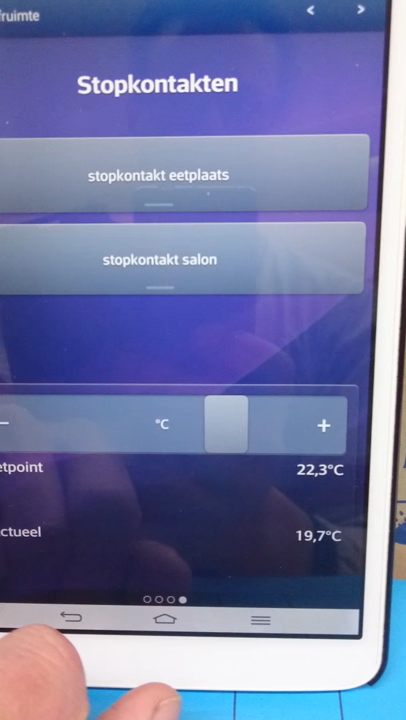 ruimte < >
Stopkontakten
stopkontakt eetplaats
stopkontakt salon
– °C +
etpoint 22,3°C
ctueel 19,7°C